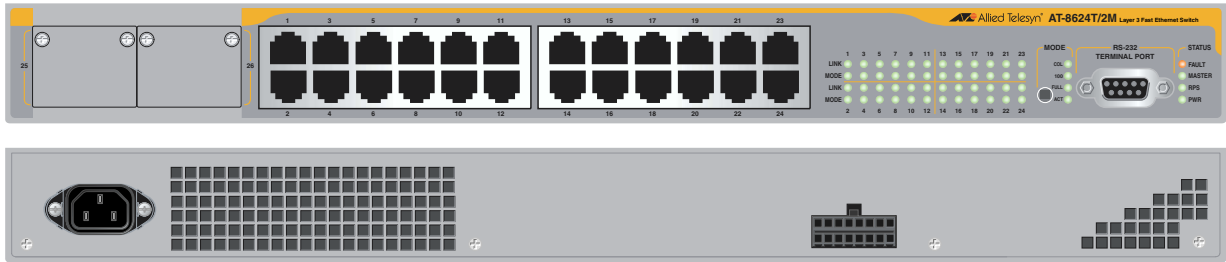 1 3 5 7 9 11 13 15 17 19 21 23
Allied Telesyn® AT-8624T/2M Layer 3 Fast Ethernet Switch
25
26
2 4 6 8 10 12 14 16 18 20 22 24
1 3 5 7 9 11 13 15 17 19 21 23
LINK
MODE
LINK
MODE
2 4 6 8 10 12 14 16 18 20 22 24
MODE
COL
100
FULL
ACT
RS-232
TERMINAL PORT
STATUS
FAULT
MASTER
RPS
PWR